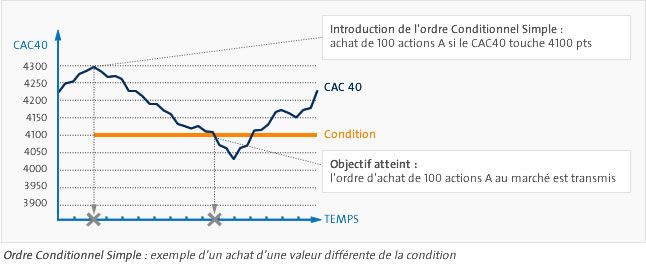 Introduction de l'ordre Conditionnel Simple :
achat de 100 actions A si le CAC40 touche 4100 pts
CAC40
4300
4250
4200
4150
4100
4050
4000
3950
3900
CAC 40
Condition
Objectif atteint :
l'ordre d'achat de 100 actions A au marché est transmis
TEMPS
Ordre Conditionnel Simple : exemple d'un achat d'une valeur différente de la condition